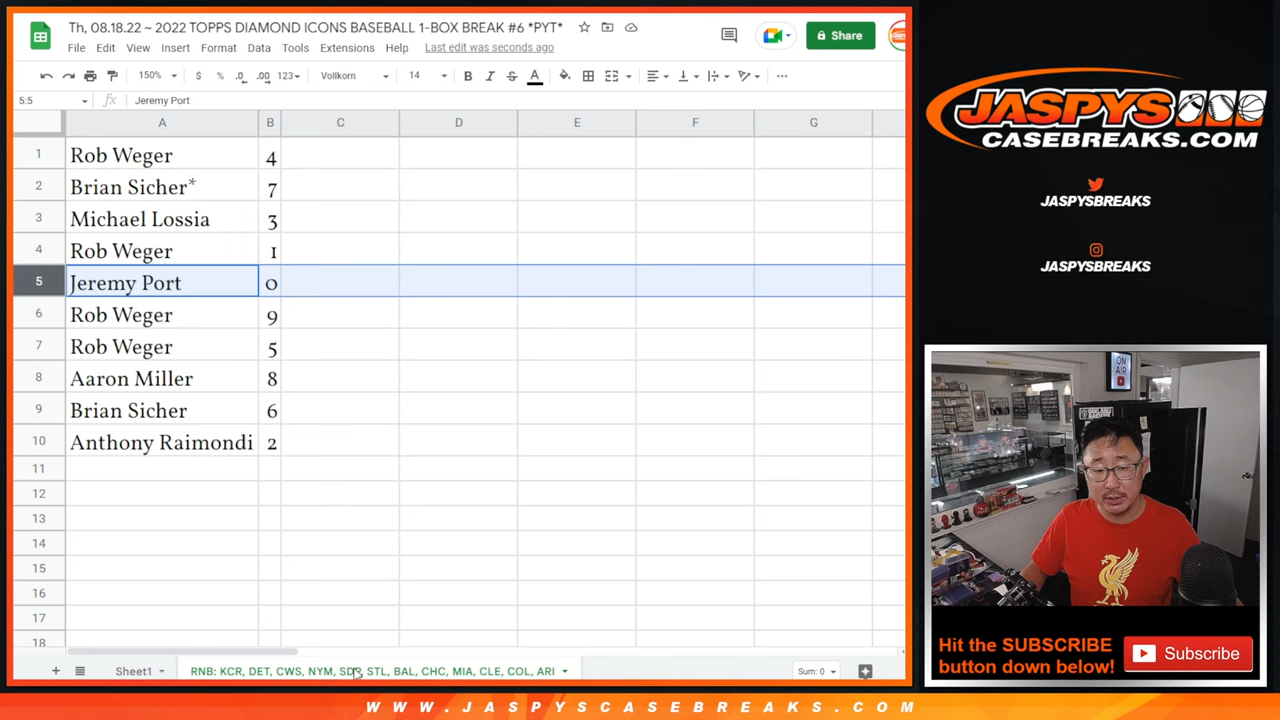 Th, 08.18.22 ~ 2022 TOPPS DIAMOND ICONS BASEBALL 1-BOX BREAK #6 *PYT*
File Edit View Insert Format Data Tools Extensions Help Last edit was seconds ago
Share
150% $ % .0 .00 123 Vollkorn 14 B I S A
5:5 fx Jeremy Port
A B C D E F G
1 Rob Weger 4
2 Brian Sicher* 7
3 Michael Lossia 3
4 Rob Weger 1
5 Jeremy Port 0
6 Rob Weger 9
7 Rob Weger 5
8 Aaron Miller 8
9 Brian Sicher 6
10 Anthony Raimondi 2
11
12
13
14
15
16
17
18
Sheet1 RNB: KCR, DET, CWS, NYM, SDP, STL, BAL, CHC, MIA, CLE, COL, ARI Sum: 0
JASPYS
CASEBREAKS.COM
JASPYSBREAKS
JASPYSBREAKS
ON
AIR
Hit the SUBSCRIBE
button down below!
Subscribe
WWW.JASPYSCASEBREAKS.COM